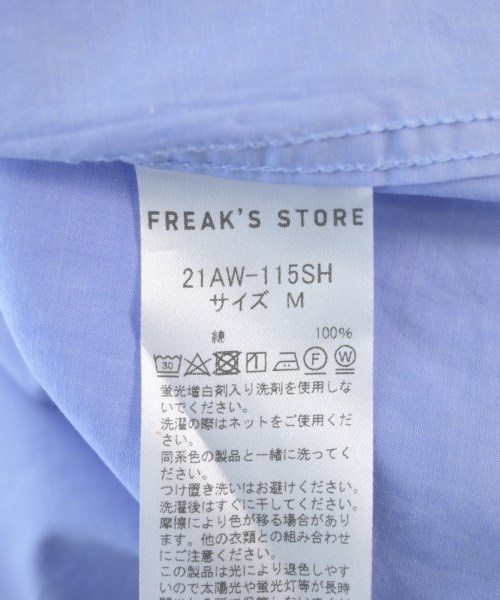 FREAK'S STORE
21AW-115SH
サイズ M
綿 100%
30 F W
蛍光増白剤入り洗剤を使用しな
いでください。
洗濯の際はネットをご使用くだ
さい。
同系色の製品と一緒に洗ってく
ださい。
つけ置き洗いはお避けください。
洗濯後はすぐに干してください。
摩擦により色が移る場合があり
ます。他の衣類との組み合わせ
にご注意ください。
この製品は光により退色しやす
いので太陽光や蛍光灯等が長時